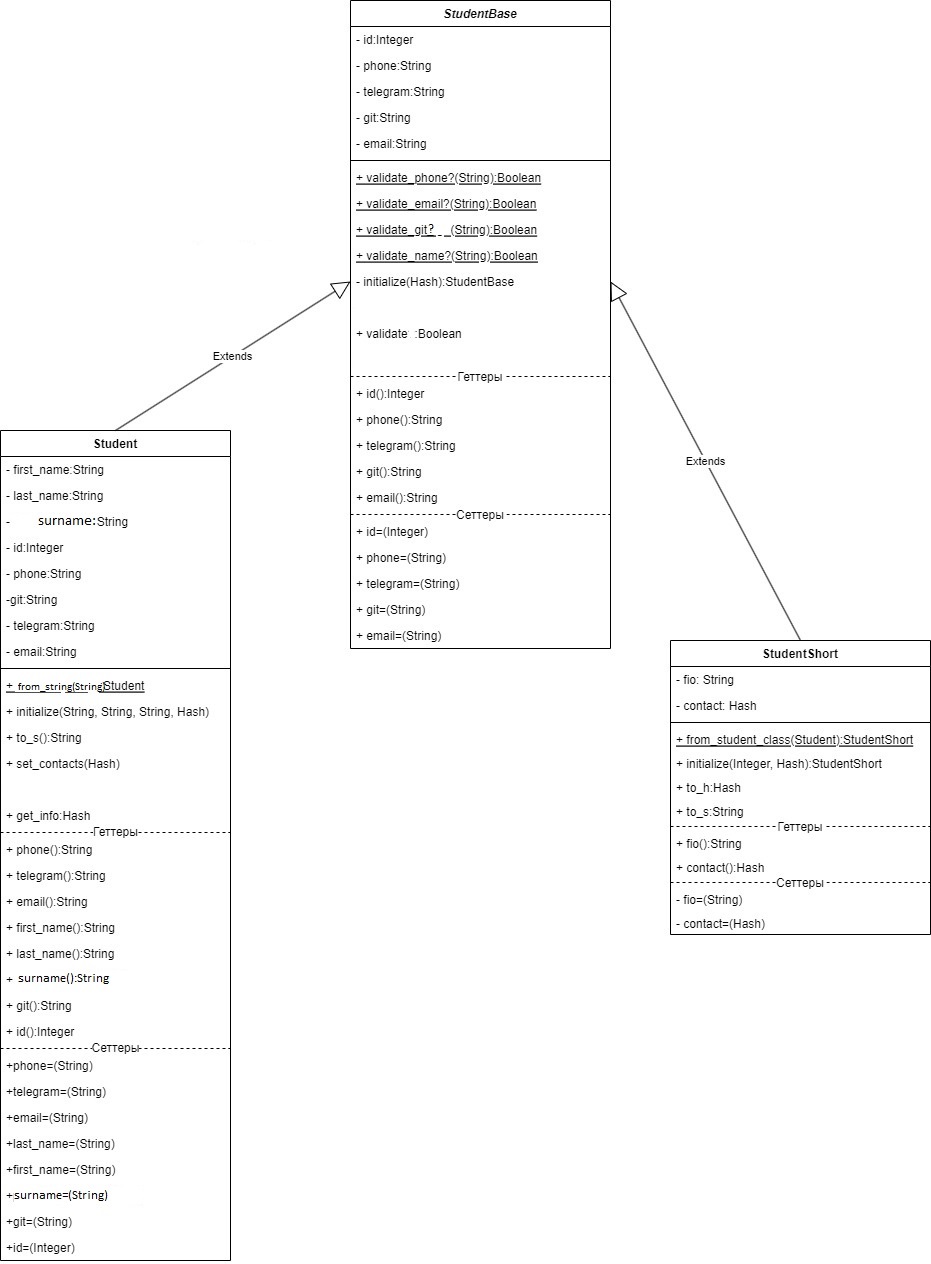 StudentBase
- id:Integer
- phone:String
- telegram:String
- git:String
- email:String
+ validate_phone?(String):Boolean
+ validate_email?(String):Boolean
+ validate_git? _ _(String):Boolean
+ validate_name?(String):Boolean
- initialize(Hash):StudentBase
+ validate :Boolean
Геттеры
+ id():Integer
+ phone():String
+ telegram():String
+ git():String
+ email():String
Сеттеры
+ id=(Integer)
+ phone=(String)
+ telegram=(String)
+ git=(String)
+ email=(String)
Extends
Extends
Student
- first_name:String
- last_name:String
- surname:String
- id:Integer
- phone:String
-git:String
- telegram:String
- email:String
+ from_string(String)Student
+ initialize(String, String, String, Hash)
+ to_s():String
+ set_contacts(Hash)
+ get_info:Hash
Геттеры
+ phone():String
+ telegram():String
+ email():String
+ first_name():String
+ last_name():String
+ surname():String
+ git():String
+ id():Integer
Сеттеры
+phone=(String)
+telegram=(String)
+email=(String)
+last_name=(String)
+first_name=(String)
+surname=(String)
+git=(String)
+id=(Integer)
StudentShort
- fio: String
- contact: Hash
+ from_student_class(Student):StudentShort
+ initialize(Integer, Hash):StudentShort
+ to_h:Hash
+ to_s:String
Геттеры
+ fio():String
+ contact():Hash
Сеттеры
- fio=(String)
- contact=(Hash)